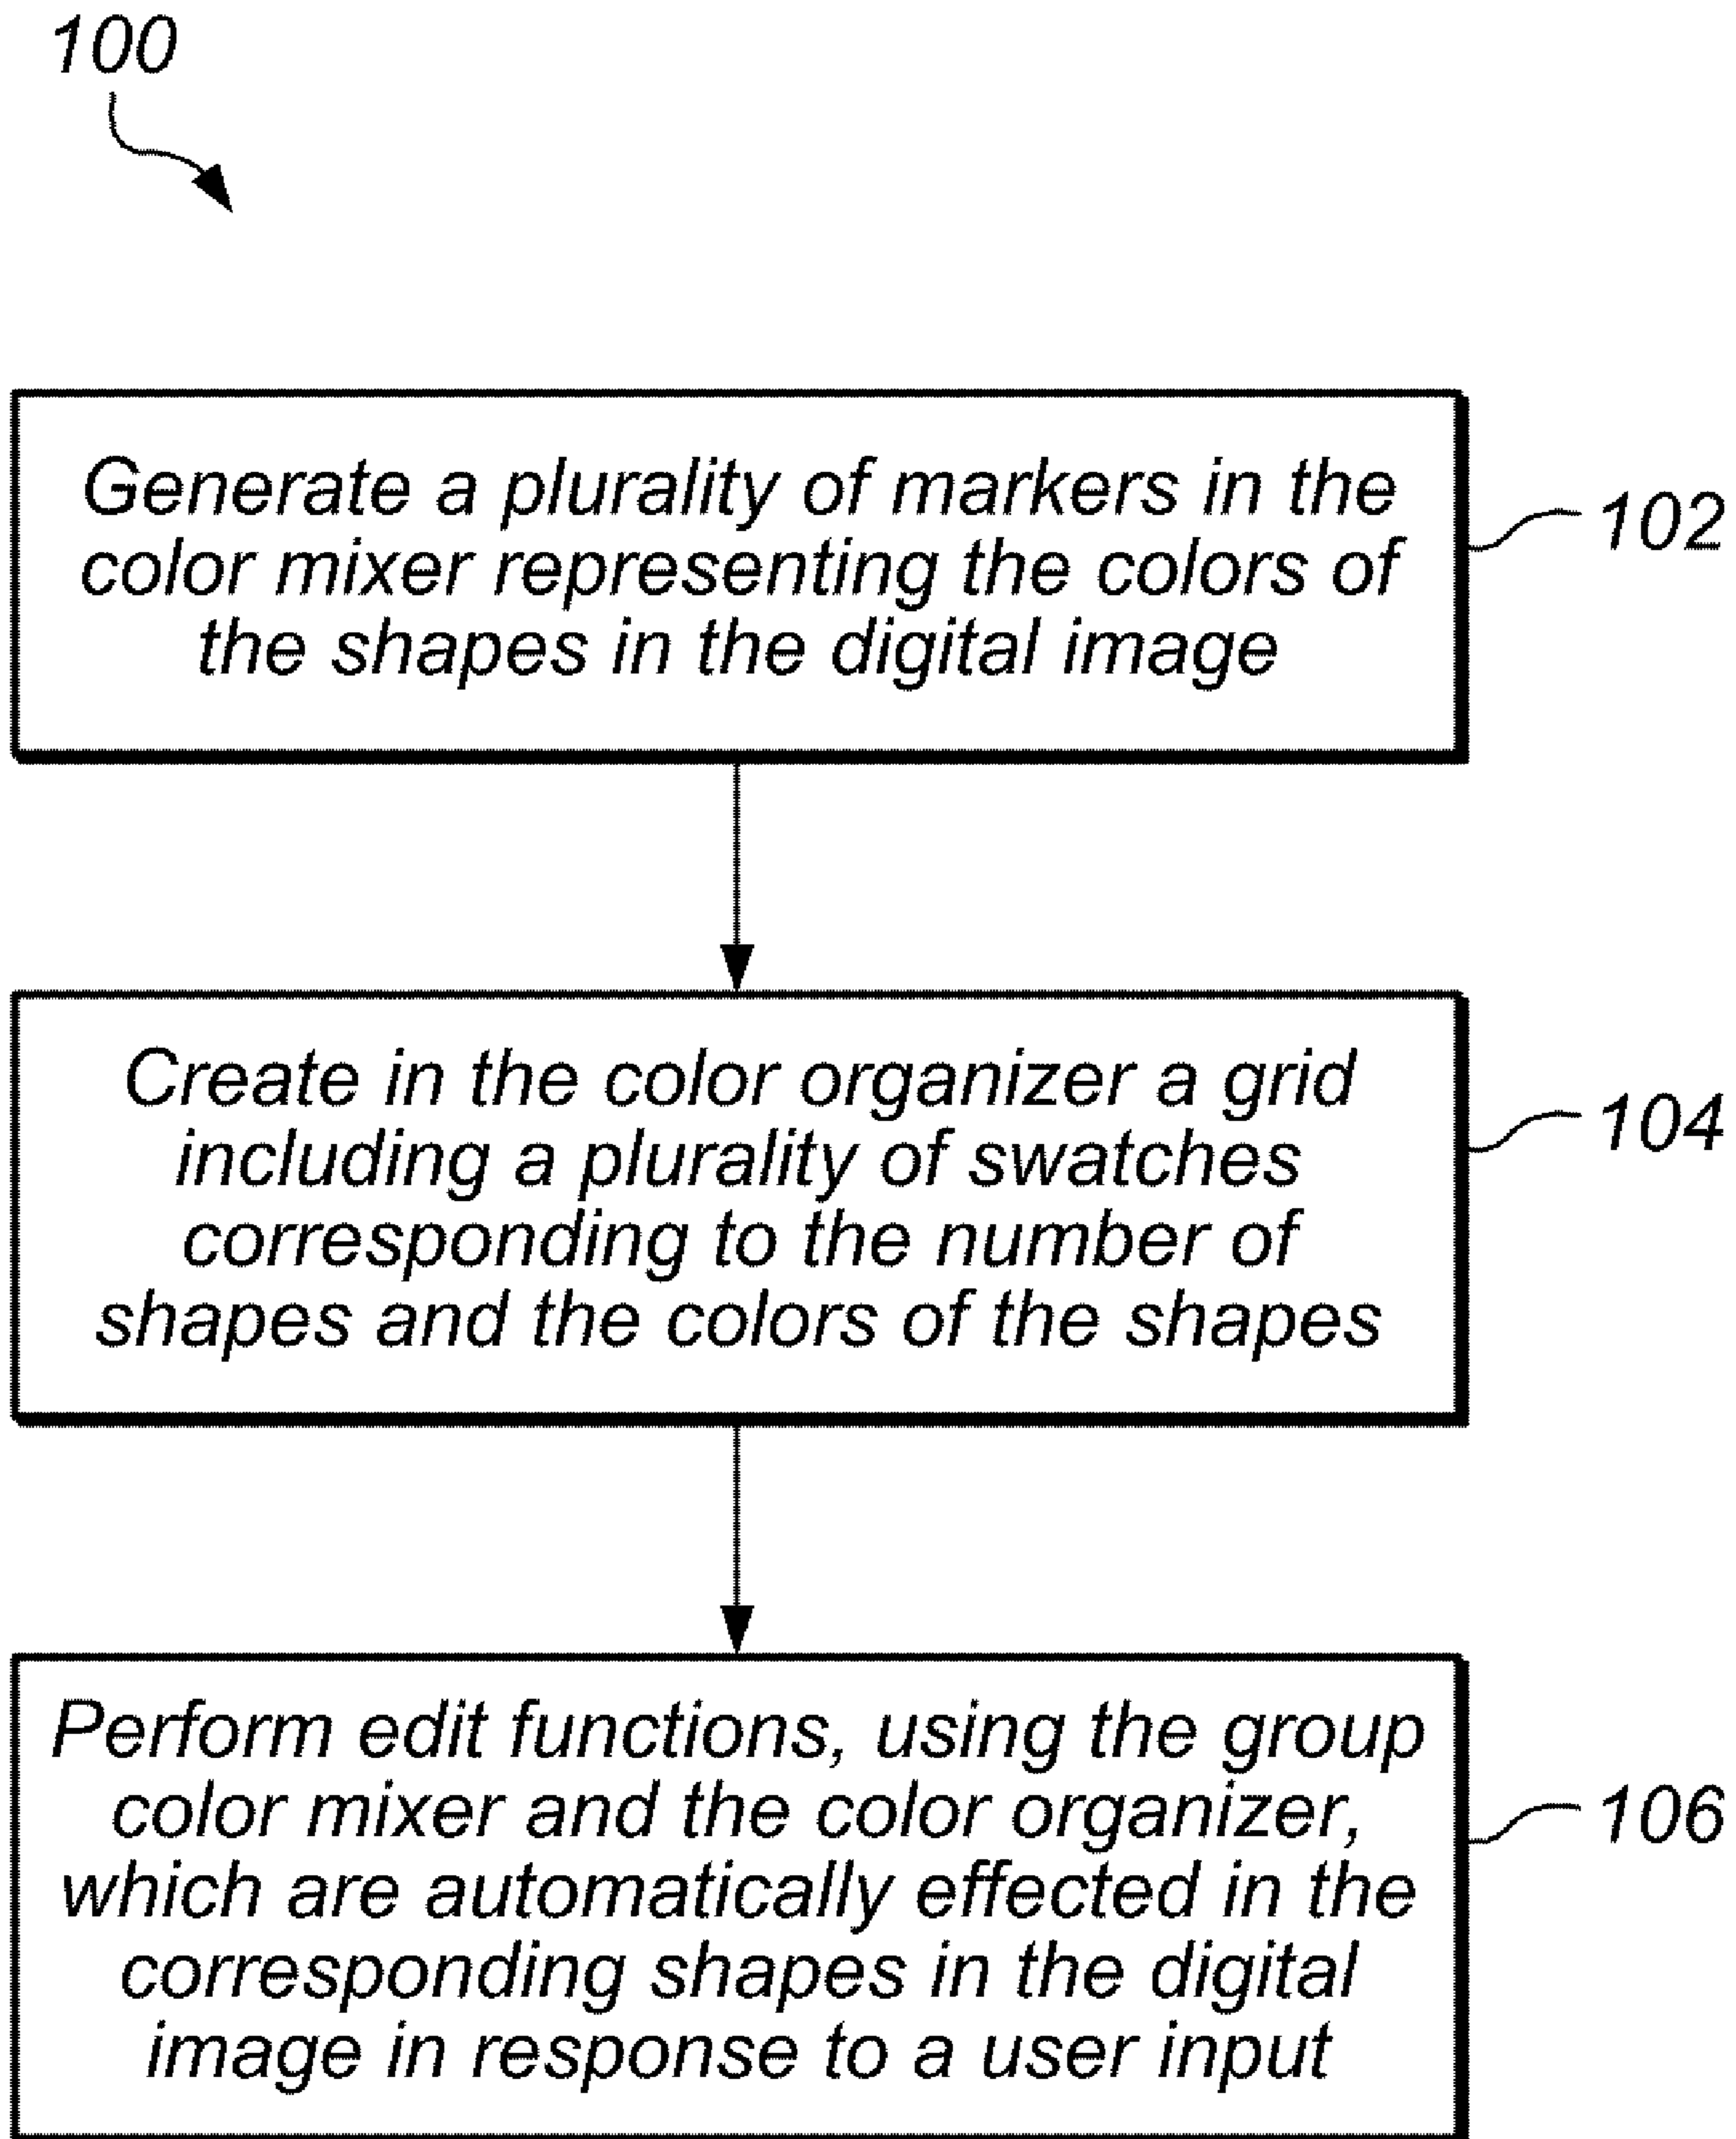 100
Generate a plurality of markers in the
color mixer representing the colors of
the shapes in the digital image
102
Create in the color organizer a grid
including a plurality of swatches
corresponding to the number of
shapes and the colors of the shapes
104
Perform edit functions, using the group
color mixer and the color organizer,
which are automatically effected in the
corresponding shapes in the digital
image in response to a user input
106